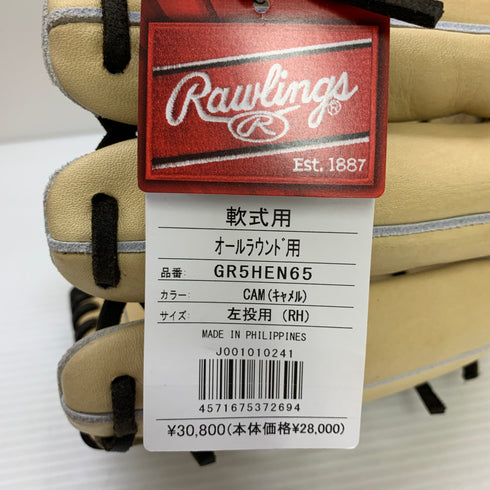 Rawlings
R
Est. 1887
軟式用
オールラウンド用
品番: GR5HEN65
カラー: CAM(キャメル)
サイズ: 左投用 (RH)
MADE IN PHILIPPINES
J001010241
4571675372694
¥30,800(本体価格¥28,000)